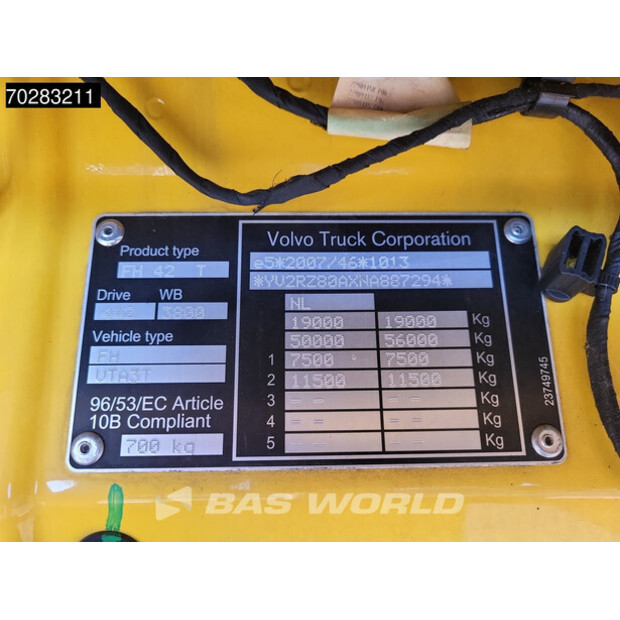 70283211
Product type
FH 42 T
Drive WB
4*2 3800
Vehicle type
FH
VTA3T
96/53/EC Article
10B Compliant
700 kg
Volvo Truck Corporation
e5*2007/46*1013
*YV2RZ80AXNA887294*
NL
19000 19000 Kg
50000 56000 Kg
1 7500 7500 Kg
2 11500 11500 Kg
3 -- -- Kg
4 -- -- Kg
5 -- -- Kg
23749745
BAS WORLD